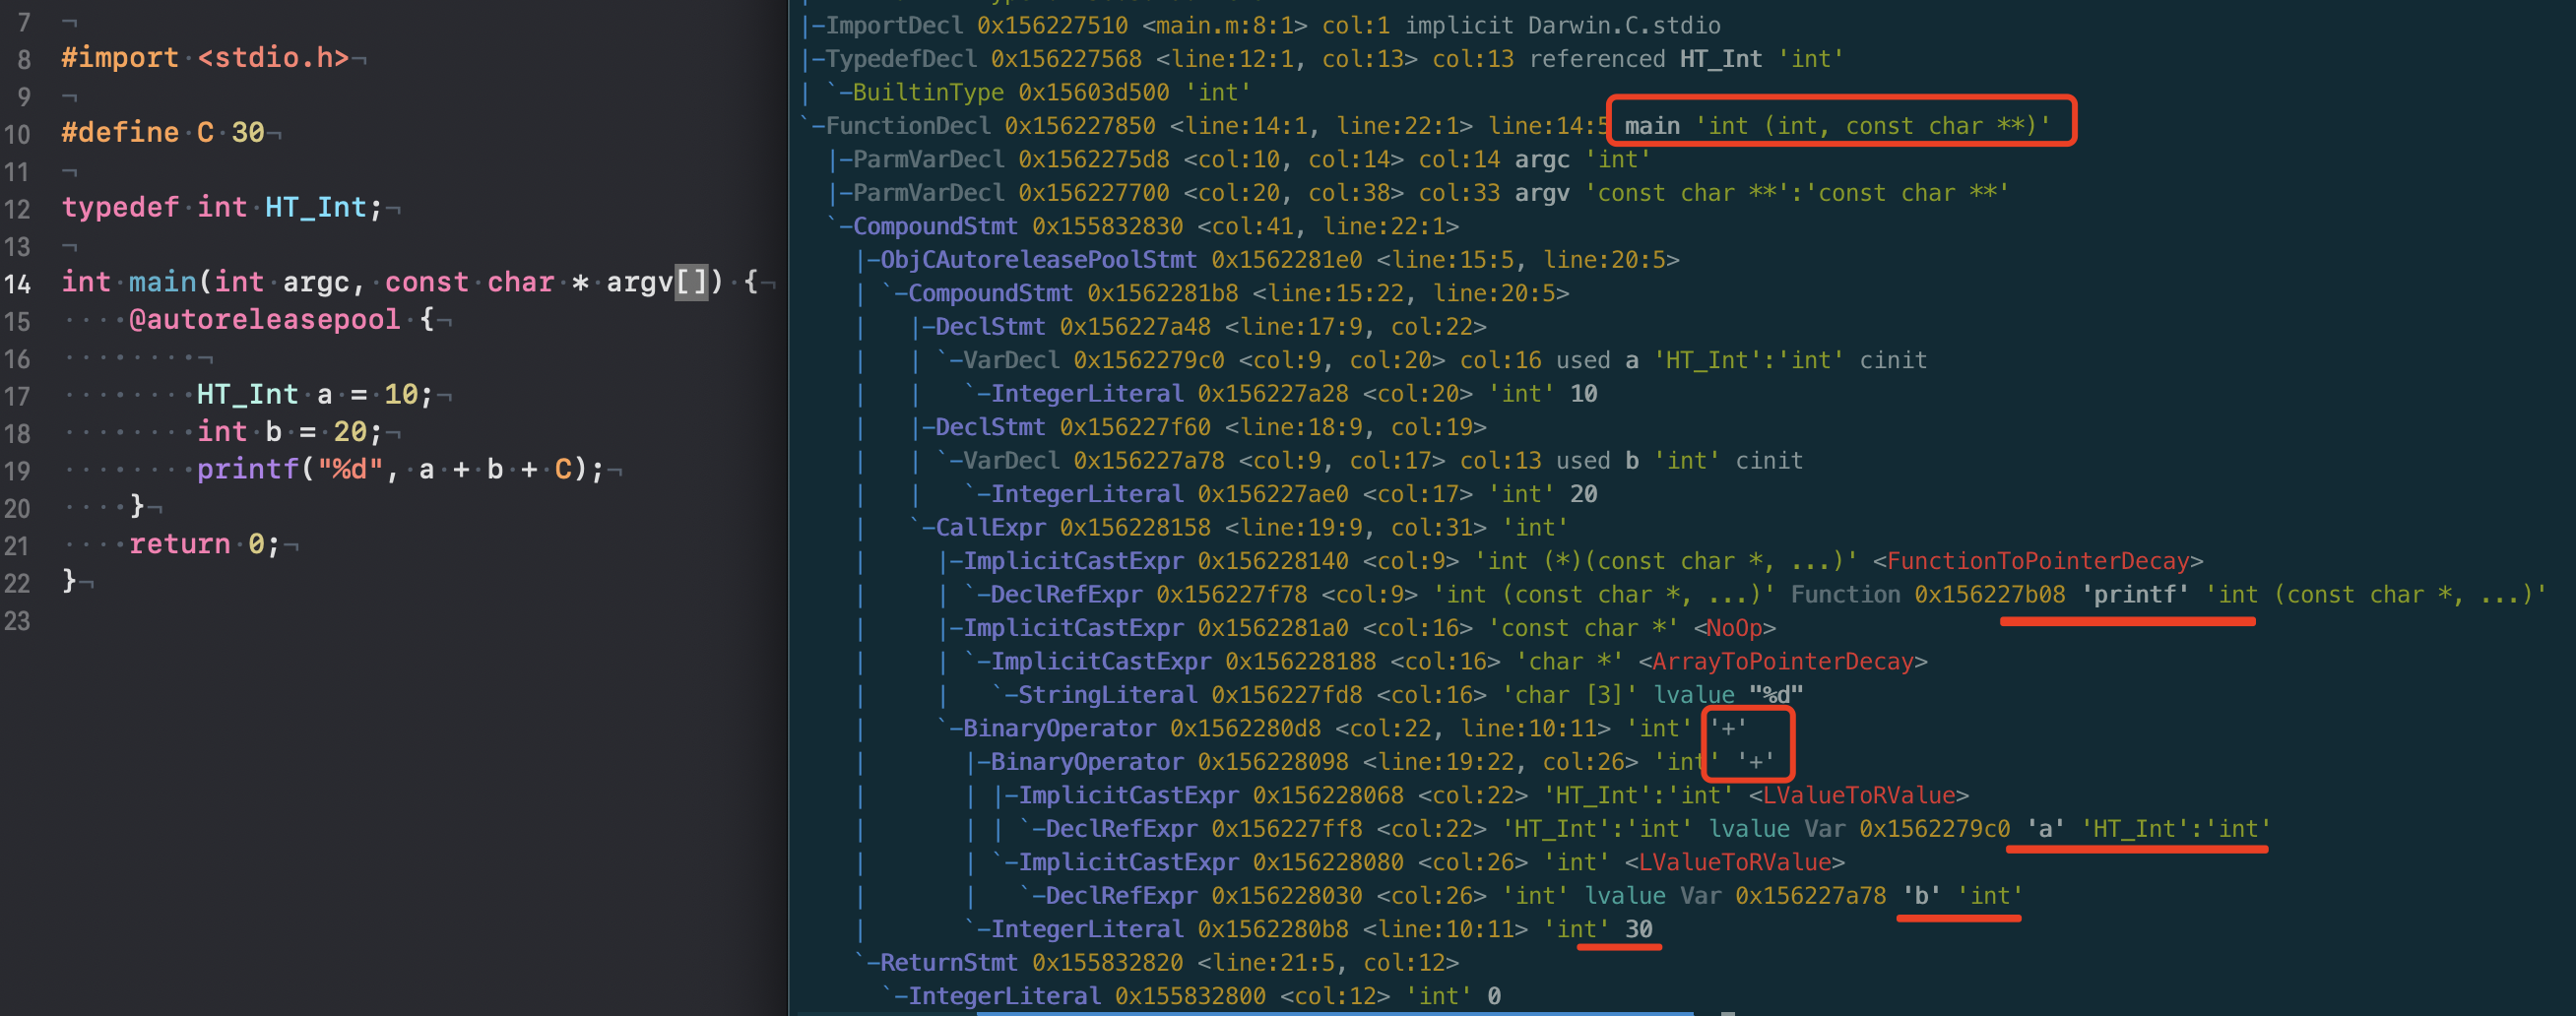 7 ¬
8 #import·<stdio.h>¬
9 ¬
10 #define·C·30¬
11 ¬
12 typedef·int·HT_Int;¬
13 ¬
14 int·main(int·argc,·const·char·*·argv[])·{¬
15 ····@autoreleasepool·{¬
16 ········¬
17 ········HT_Int·a·=·10;¬
18 ········int·b·=·20;¬
19 ········printf("%d",·a·+·b·+·C);¬
20 ····}¬
21 ····return·0;¬
22 }¬
23
|-ImportDecl 0x156227510 <main.m:8:1> col:1 implicit Darwin.C.stdio
|-TypedefDecl 0x156227568 <line:12:1, col:13> col:13 referenced HT_Int 'int'
| `-BuiltinType 0x15603d500 'int'
`-FunctionDecl 0x156227850 <line:14:1, line:22:1> line:14:5 main 'int (int, const char **)'
  |-ParmVarDecl 0x1562275d8 <col:10, col:14> col:14 argc 'int'
  |-ParmVarDecl 0x156227700 <col:20, col:38> col:33 argv 'const char **':'const char **'
  `-CompoundStmt 0x155832830 <col:41, line:22:1>
    |-ObjCAutoreleasePoolStmt 0x1562281e0 <line:15:5, line:20:5>
    | `-CompoundStmt 0x1562281b8 <line:15:22, line:20:5>
    |   |-DeclStmt 0x156227a48 <line:17:9, col:22>
    |   | `-VarDecl 0x1562279c0 <col:9, col:20> col:16 used a 'HT_Int':'int' cinit
    |   |   `-IntegerLiteral 0x156227a28 <col:20> 'int' 10
    |   |-DeclStmt 0x156227f60 <line:18:9, col:19>
    |   | `-VarDecl 0x156227a78 <col:9, col:17> col:13 used b 'int' cinit
    |   |   `-IntegerLiteral 0x156227ae0 <col:17> 'int' 20
    |   `-CallExpr 0x156228158 <line:19:9, col:31> 'int'
    |     |-ImplicitCastExpr 0x156228140 <col:9> 'int (*)(const char *, ...)' <FunctionToPointerDecay>
    |     | `-DeclRefExpr 0x156227f78 <col:9> 'int (const char *, ...)' Function 0x156227b08 'printf' 'int (const char *, ...)'
    |     |-ImplicitCastExpr 0x1562281a0 <col:16> 'const char *' <NoOp>
    |     | `-ImplicitCastExpr 0x156228188 <col:16> 'char *' <ArrayToPointerDecay>
    |     |   `-StringLiteral 0x156227fd8 <col:16> 'char [3]' lvalue "%d"
    |     `-BinaryOperator 0x1562280d8 <col:22, line:10:11> 'int' '+'
    |       |-BinaryOperator 0x156228098 <line:19:22, col:26> 'int' '+'
    |       | |-ImplicitCastExpr 0x156228068 <col:22> 'HT_Int':'int' <LValueToRValue>
    |       | | `-DeclRefExpr 0x156227ff8 <col:22> 'HT_Int':'int' lvalue Var 0x1562279c0 'a' 'HT_Int':'int'
    |       | `-ImplicitCastExpr 0x156228080 <col:26> 'int' <LValueToRValue>
    |       |   `-DeclRefExpr 0x156228030 <col:26> 'int' lvalue Var 0x156227a78 'b' 'int'
    |       `-IntegerLiteral 0x1562280b8 <line:10:11> 'int' 30
    `-ReturnStmt 0x155832820 <line:21:5, col:12>
      `-IntegerLiteral 0x155832800 <col:12> 'int' 0